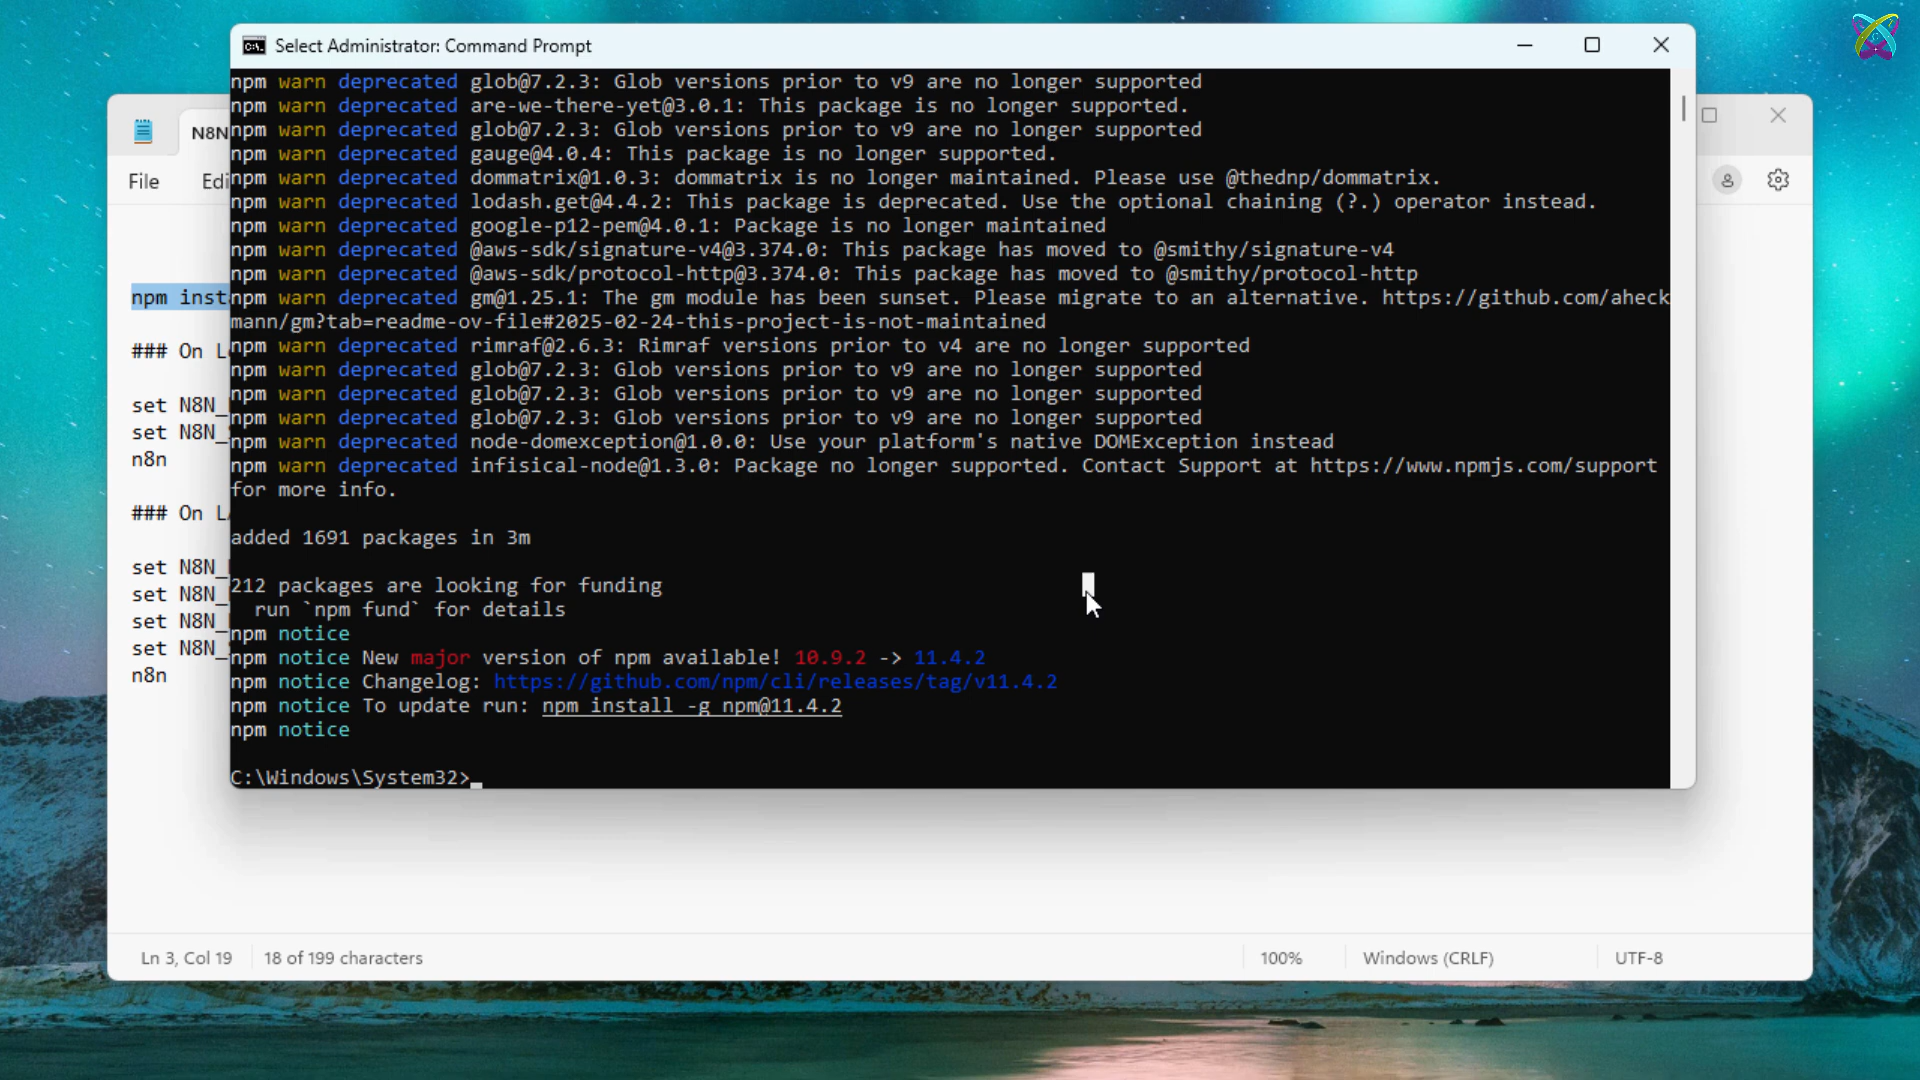 Select Administrator: Command Prompt
npm warn deprecated glob@7.2.3: Glob versions prior to v9 are no longer supported
npm warn deprecated are-we-there-yet@3.0.1: This package is no longer supported.
npm warn deprecated glob@7.2.3: Glob versions prior to v9 are no longer supported
npm warn deprecated gauge@4.0.4: This package is no longer supported.
npm warn deprecated dommatrix@1.0.3: dommatrix is no longer maintained. Please use @thednp/dommatrix.
npm warn deprecated lodash.get@4.4.2: This package is deprecated. Use the optional chaining (?.) operator instead.
npm warn deprecated google-p12-pem@4.0.1: Package is no longer maintained
npm warn deprecated @aws-sdk/signature-v4@3.374.0: This package has moved to @smithy/signature-v4
npm warn deprecated @aws-sdk/protocol-http@3.374.0: This package has moved to @smithy/protocol-http
npm warn deprecated gm@1.25.1: The gm module has been sunset. Please migrate to an alternative. https://github.com/aheck
mann/gm?tab=readme-ov-file#2025-02-24-this-project-is-not-maintained
npm warn deprecated rimraf@2.6.3: Rimraf versions prior to v4 are no longer supported
npm warn deprecated glob@7.2.3: Glob versions prior to v9 are no longer supported
npm warn deprecated glob@7.2.3: Glob versions prior to v9 are no longer supported
npm warn deprecated glob@7.2.3: Glob versions prior to v9 are no longer supported
npm warn deprecated node-domexception@1.0.0: Use your platform's native DOMException instead
npm warn deprecated infisical-node@1.3.0: Package no longer supported. Contact Support at https://www.npmjs.com/support
for more info.
added 1691 packages in 3m
212 packages are looking for funding
run `npm fund` for details
npm notice
npm notice New major version of npm available! 10.9.2 -> 11.4.2
npm notice Changelog: https://github.com/npm/cli/releases/tag/v11.4.2
npm notice To update run: npm install -g npm@11.4.2
npm notice
C:\Windows\System32>
N8N
File Edi
npm inst
### On L
set N8N_
set N8N_
n8n
### On L
set N8N_
set N8N_
set N8N_
set N8N_
n8n
Ln 3, Col 19
18 of 199 characters
100%
Windows (CRLF)
UTF-8